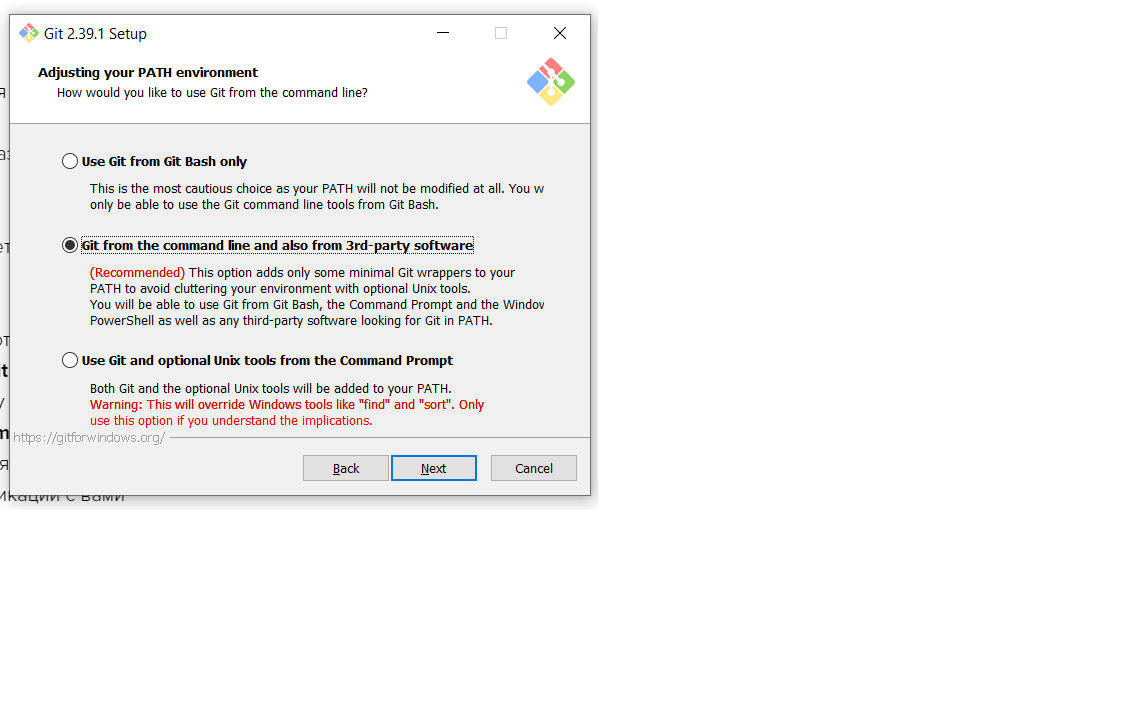 Git 2.39.1 Setup
Adjusting your PATH environment
How would you like to use Git from the command line?
я
Use Git from Git Bash only
This is the most cautious choice as your PATH will not be modified at all. You w
only be able to use the Git command line tools from Git Bash.
Git from the command line and also from 3rd-party software
(Recommended) This option adds only some minimal Git wrappers to your
PATH to avoid cluttering your environment with optional Unix tools.
You will be able to use Git from Git Bash, the Command Prompt and the Window
PowerShell as well as any third-party software looking for Git in PATH.
Use Git and optional Unix tools from the Command Prompt
Both Git and the optional Unix tools will be added to your PATH.
Warning: This will override Windows tools like "find" and "sort". Only
use this option if you understand the implications.
https://gitforwindows.org/
Back Next Cancel
икации с вами